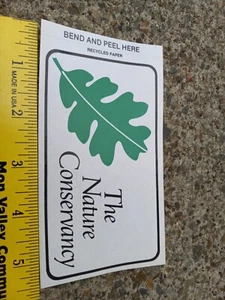 BEND AND PEEL HERE
RECYCLED PAPER
The
Nature
Conservancy
1 MADE IN USA 2
3
4
5
Mon Valley Commu